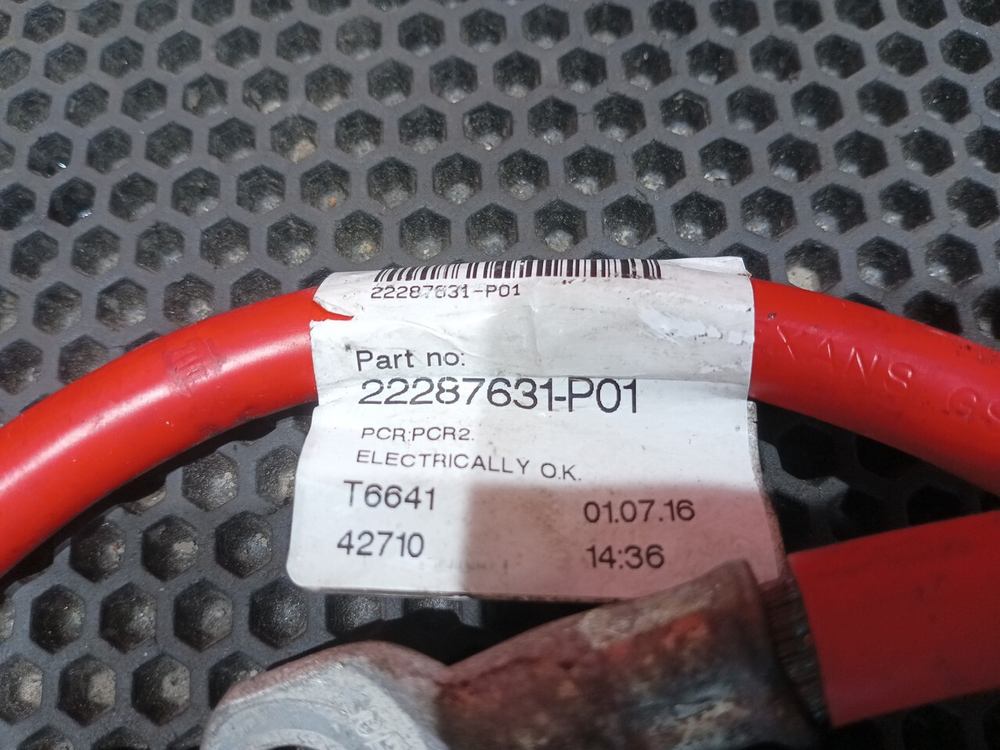 22287631-P01
Part no:
22287631-P01
PCR:PCR2.
ELECTRICALLY O.K.
T6641 01.07.16
42710 14:36